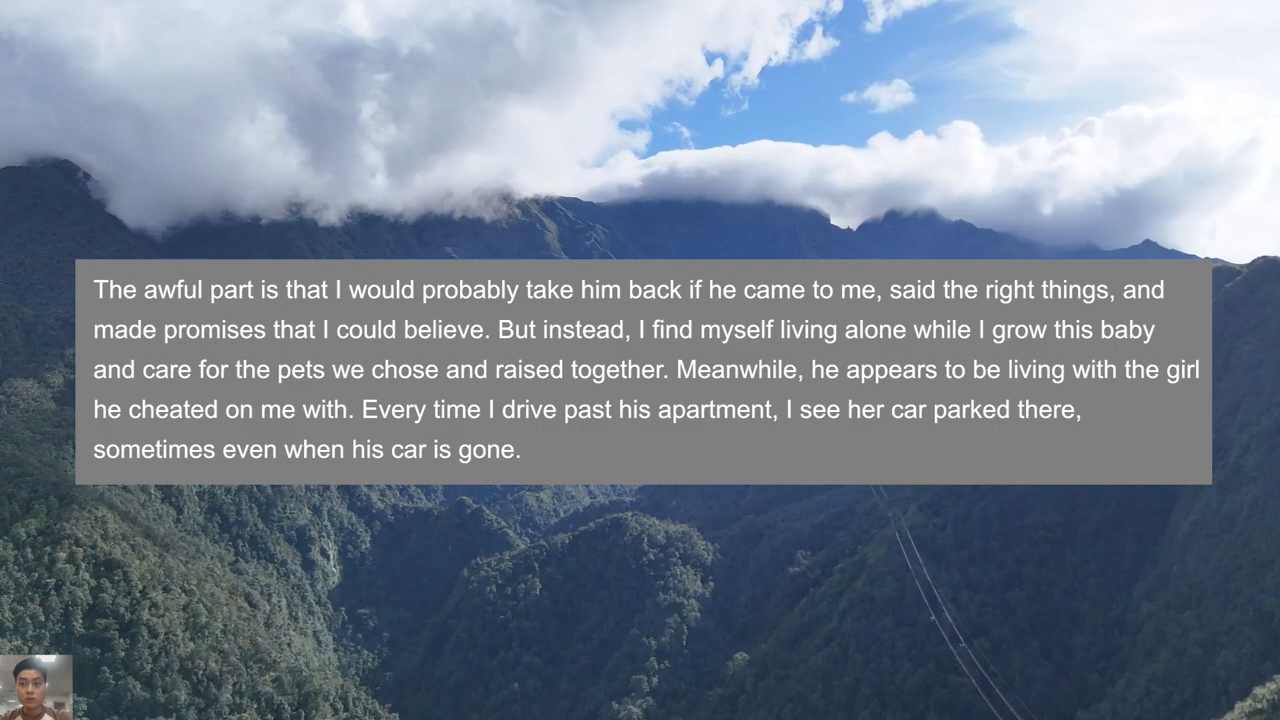 The awful part is that I would probably take him back if he came to me, said the right things, and
made promises that I could believe. But instead, I find myself living alone while I grow this baby
and care for the pets we chose and raised together. Meanwhile, he appears to be living with the girl
he cheated on me with. Every time I drive past his apartment, I see her car parked there,
sometimes even when his car is gone.